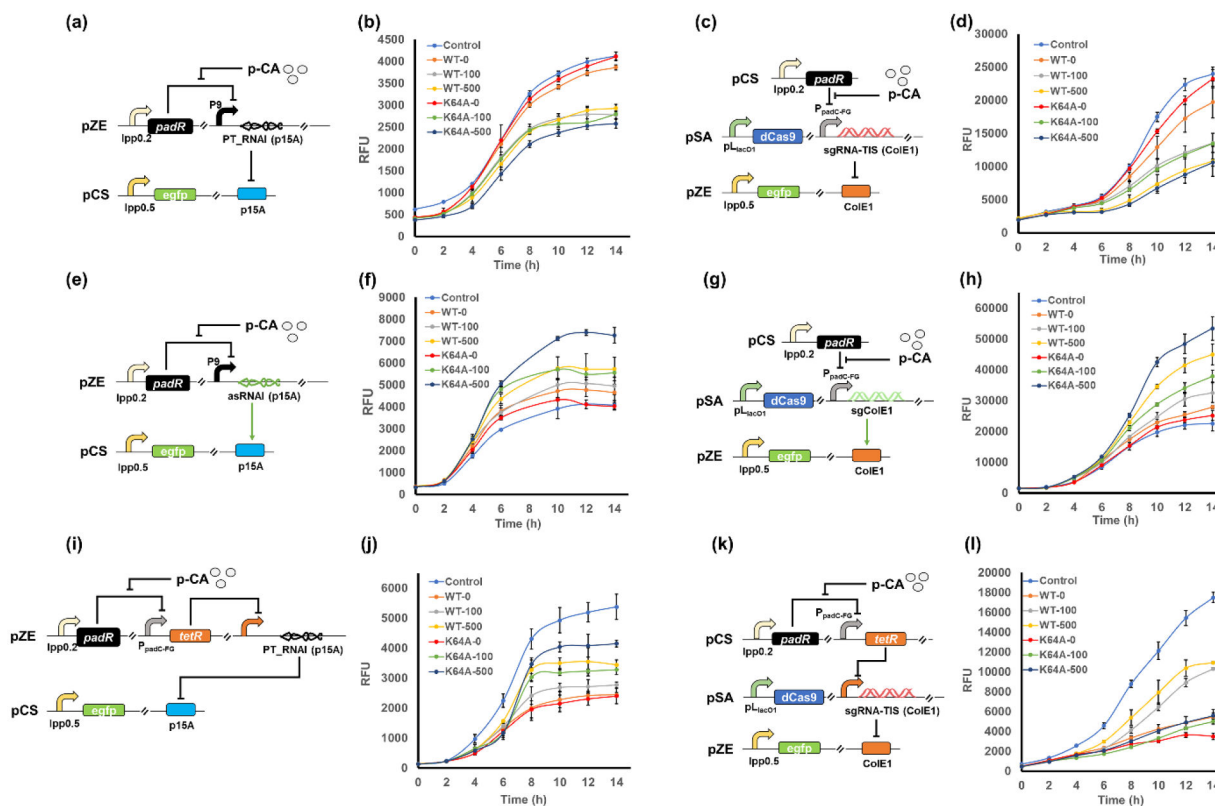 (a)
p-CA
P9
pZE
lpp0.2
padR
PT_RNAI (p15A)
pCS
lpp0.5
egfp
p15A
(b)
4500
4000
3500
3000
2500
2000
1500
1000
500
0
RFU
Control
WT-0
WT-100
WT-500
K64A-0
K64A-100
K64A-500
0 2 4 6 8 10 12 14
Time (h)
(c)
pCS
lpp0.2
padR
p-CA
PpadC-FG
pSA
pLlacO1
dCas9
sgRNA-TIS (ColE1)
pZE
lpp0.5
egfp
ColE1
(d)
30000
25000
20000
15000
10000
5000
0
RFU
Control
WT-0
WT-100
WT-500
K64A-0
K64A-100
K64A-500
0 2 4 6 8 10 12 14
Time (h)
(e)
p-CA
P9
pZE
lpp0.2
padR
asRNAI (p15A)
pCS
lpp0.5
egfp
p15A
(f)
9000
8000
7000
6000
5000
4000
3000
2000
1000
0
RFU
Control
WT-0
WT-100
WT-500
K64A-0
K64A-100
K64A-500
0 2 4 6 8 10 12 14
Time (h)
(g)
pCS
lpp0.2
padR
p-CA
PpadC-FG
pSA
pLlacO1
dCas9
sgColE1
pZE
lpp0.5
egfp
ColE1
(h)
60000
50000
40000
30000
20000
10000
0
RFU
Control
WT-0
WT-100
WT-500
K64A-0
K64A-100
K64A-500
0 2 4 6 8 10 12 14
Time (h)
(i)
p-CA
pZE
lpp0.2
padR
PpadC-FG
tetR
PT_RNAI (p15A)
pCS
lpp0.5
egfp
p15A
(j)
6000
5000
4000
3000
2000
1000
0
RFU
Control
WT-0
WT-100
WT-500
K64A-0
K64A-100
K64A-500
0 2 4 6 8 10 12 14
Time (h)
(k)
p-CA
PpadC-FG
pCS
lpp0.2
padR
tetR
pSA
pLlacO1
dCas9
sgRNA-TIS (ColE1)
pZE
lpp0.5
egfp
ColE1
(l)
20000
18000
16000
14000
12000
10000
8000
6000
4000
2000
0
RFU
Control
WT-0
WT-100
WT-500
K64A-0
K64A-100
K64A-500
0 2 4 6 8 10 12 14
Time (h)